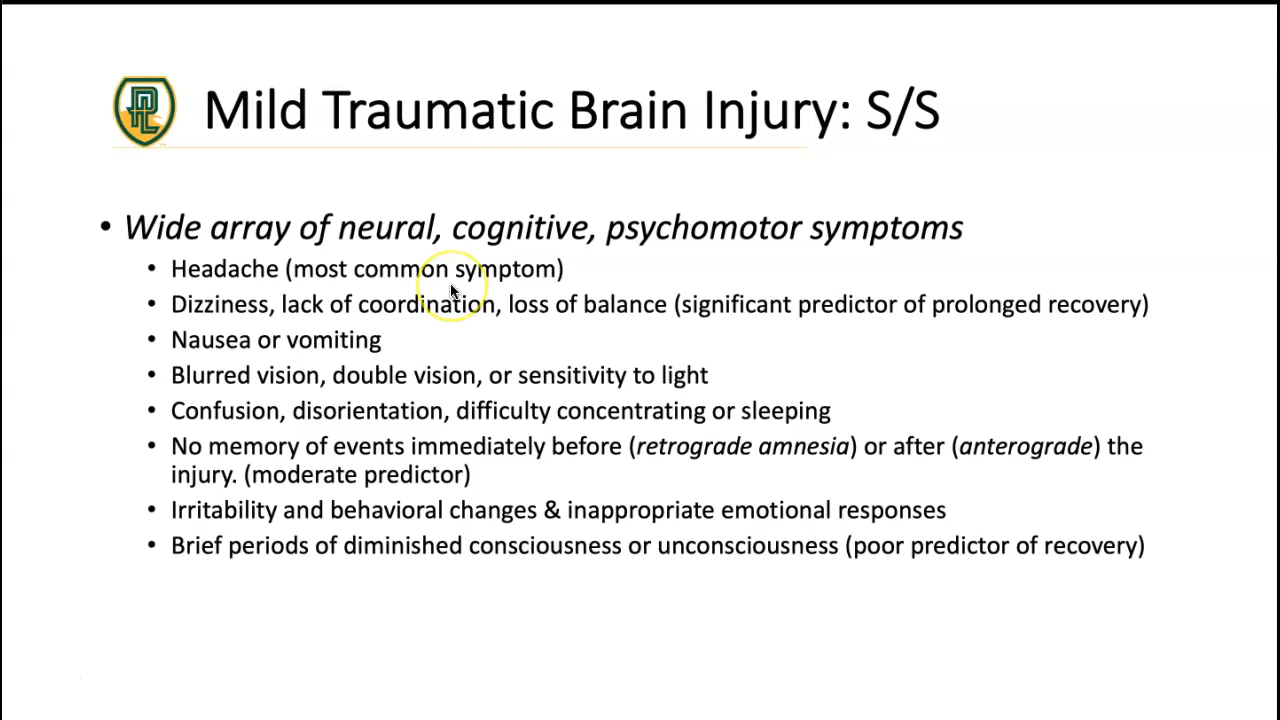 Mild Traumatic Brain Injury: S/S
• Wide array of neural, cognitive, psychomotor symptoms
• Headache (most common symptom)
• Dizziness, lack of coordination, loss of balance (significant predictor of prolonged recovery)
• Nausea or vomiting
• Blurred vision, double vision, or sensitivity to light
• Confusion, disorientation, difficulty concentrating or sleeping
• No memory of events immediately before (retrograde amnesia) or after (anterograde) the
injury. (moderate predictor)
• Irritability and behavioral changes & inappropriate emotional responses
• Brief periods of diminished consciousness or unconsciousness (poor predictor of recovery)